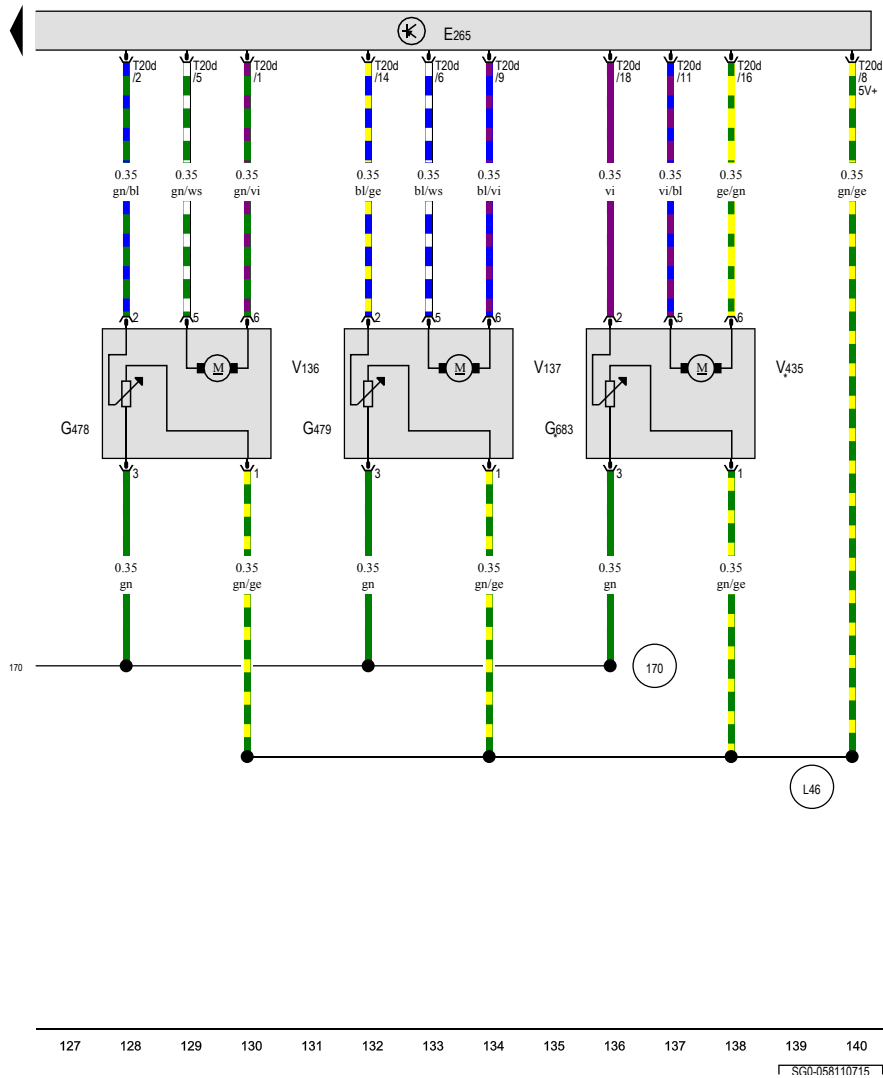 E265
T20d T20d T20d T20d T20d T20d T20d T20d T20d T20d
/2 /5 /1 /14 /6 /9 /18 /11 /16 /8
5V+
0.35 0.35 0.35 0.35 0.35 0.35 0.35 0.35 0.35 0.35
gn/bl gn/ws gn/vi bl/ge bl/ws bl/vi vi vi/bl ge/gn gn/ge
2 5 6 2 5 6 2 5 6
M V136 M V137 M V*435
G478 G479 G*683
3 1 3 1 3 1
0.35 0.35 0.35 0.35 0.35 0.35
gn gn/ge gn gn/ge gn gn/ge
170 170
L46
127 128 129 130 131 132 133 134 135 136 137 138 139 140
SG0-058110715